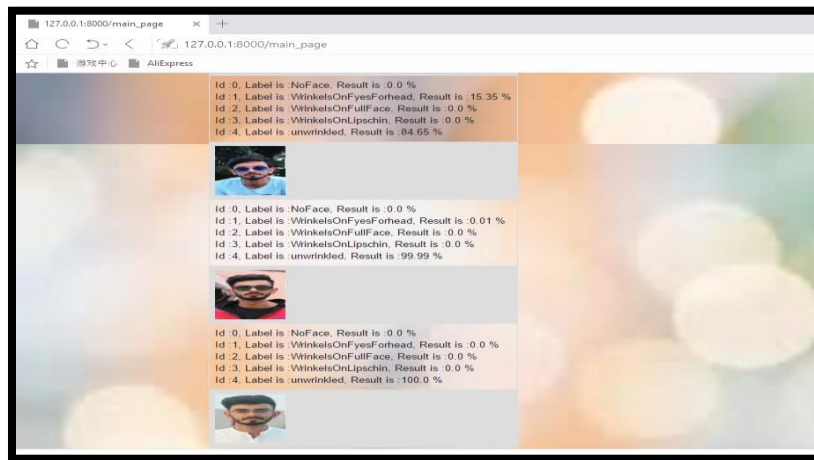 127.0.0.1:8000/main_page
127.0.0.1:8000/main_page
游戏中心 AliExpress
Id :0, Label is :NoFace, Result is :0.0 %
Id :1, Label is :WrinkelsOnFyesForhead, Result is :15.35 %
Id :2, Label is :WrinkelsOnFullFace, Result is :0.0 %
Id :3, Label is :WrinkelsOnLipschin, Result is :0.0 %
Id :4, Label is :unwrinkled, Result is :84.65 %
Id :0, Label is :NoFace, Result is :0.0 %
Id :1, Label is :WrinkelsOnFyesForhead, Result is :0.01 %
Id :2, Label is :WrinkelsOnFullFace, Result is :0.0 %
Id :3, Label is :WrinkelsOnLipschin, Result is :0.0 %
Id :4, Label is :unwrinkled, Result is :99.99 %
Id :0, Label is :NoFace, Result is :0.0 %
Id :1, Label is :WrinkelsOnFyesForhead, Result is :0.0 %
Id :2, Label is :WrinkelsOnFullFace, Result is :0.0 %
Id :3, Label is :WrinkelsOnLipschin, Result is :0.0 %
Id :4, Label is :unwrinkled, Result is :100.0 %